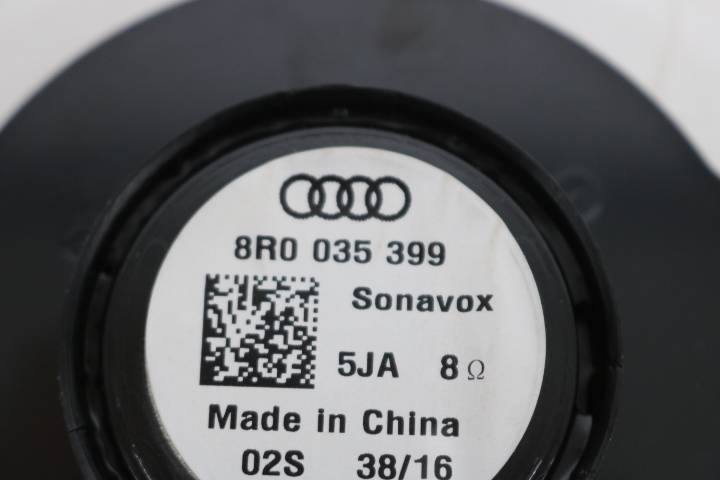 8R0 035 399
Sonavox
5JA 8Ω
Made in China
02S 38/16